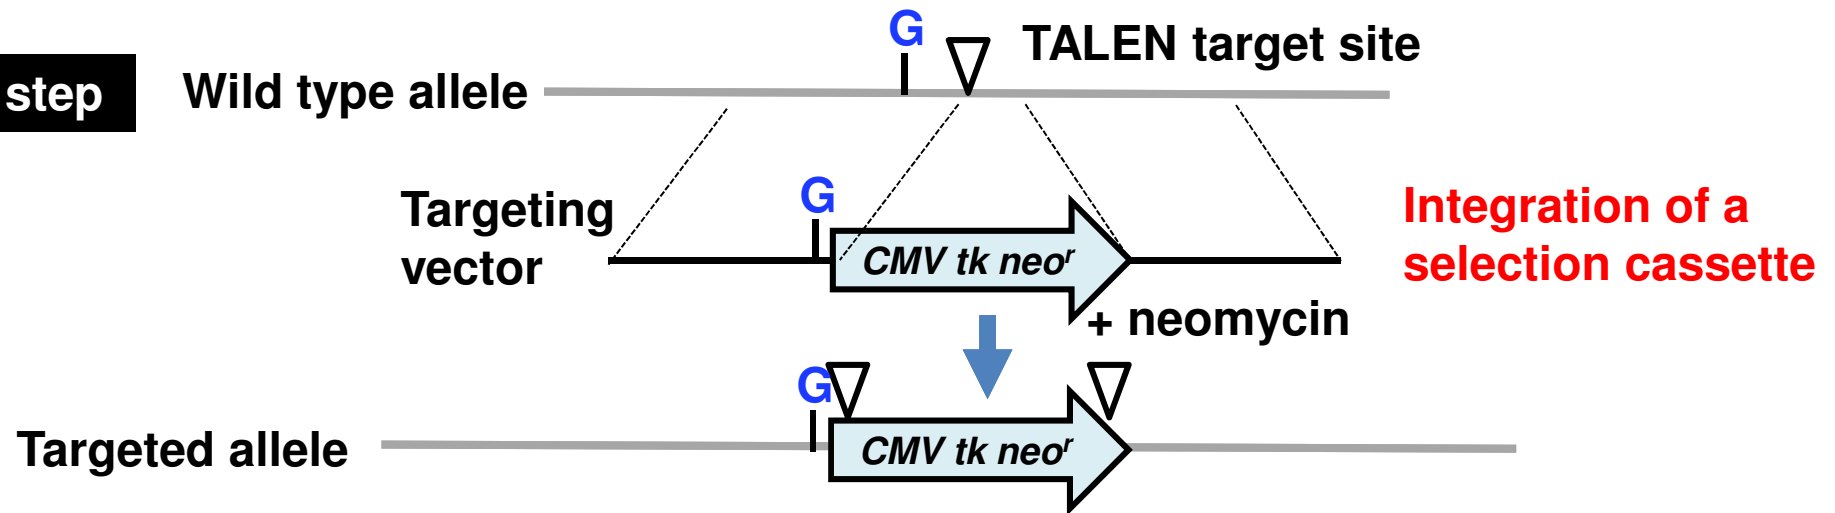 G
TALEN target site
step
Wild type allele
G
Targeting
vector
CMV tk neoʳ
Integration of a
selection cassette
+ neomycin
G
Targeted allele
CMV tk neoʳ